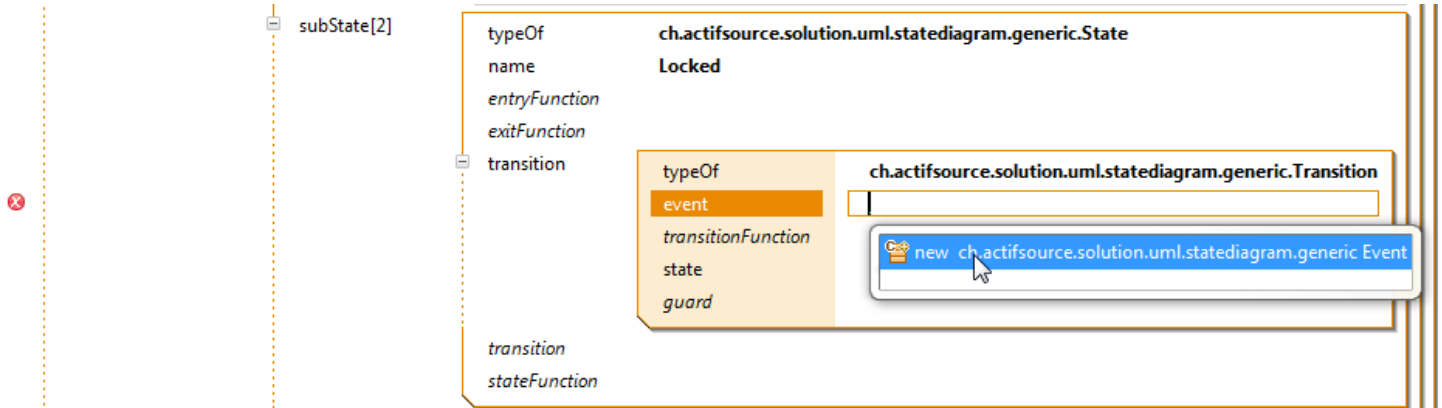 subState[2]
typeOf ch.actifsource.solution.uml.statediagram.generic.State
name Locked
entryFunction
exitFunction
transition
typeOf ch.actifsource.solution.uml.statediagram.generic.Transition
event
transitionFunction
new ch.actifsource.solution.uml.statediagram.generic Event
state
guard
transition
stateFunction